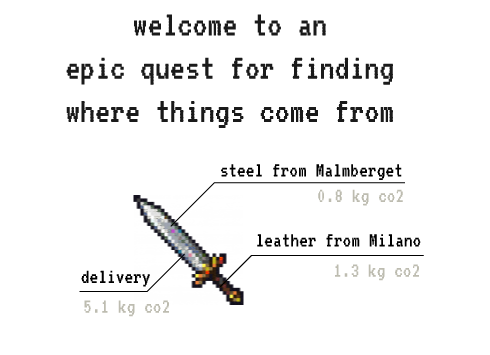 welcome to an
epic quest for finding
where things come from
steel from Malmberget
0.8 kg co2
leather from Milano
1.3 kg co2
delivery
5.1 kg co2